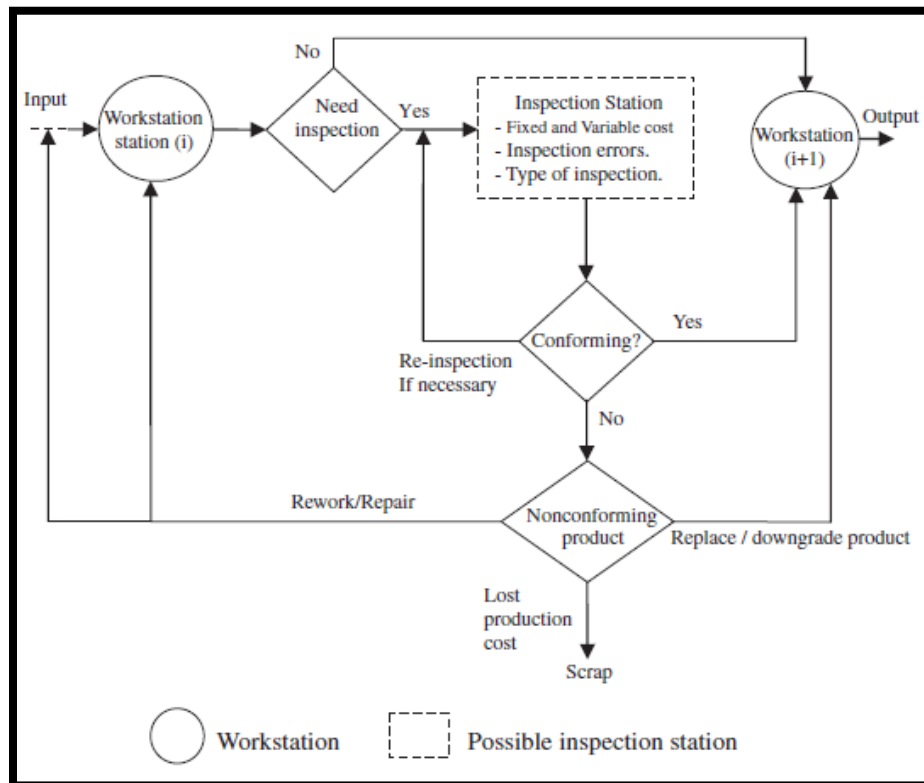 No
Input
Workstation
station (i)
Need
inspection
Yes
Inspection Station
- Fixed and Variable cost
- Inspection errors.
- Type of inspection.
Workstation
(i+1)
Output
Conforming?
Yes
Re-inspection
If necessary
No
Rework/Repair
Nonconforming
product
Replace / downgrade product
Lost
production
cost
Scrap
Workstation
Possible inspection station